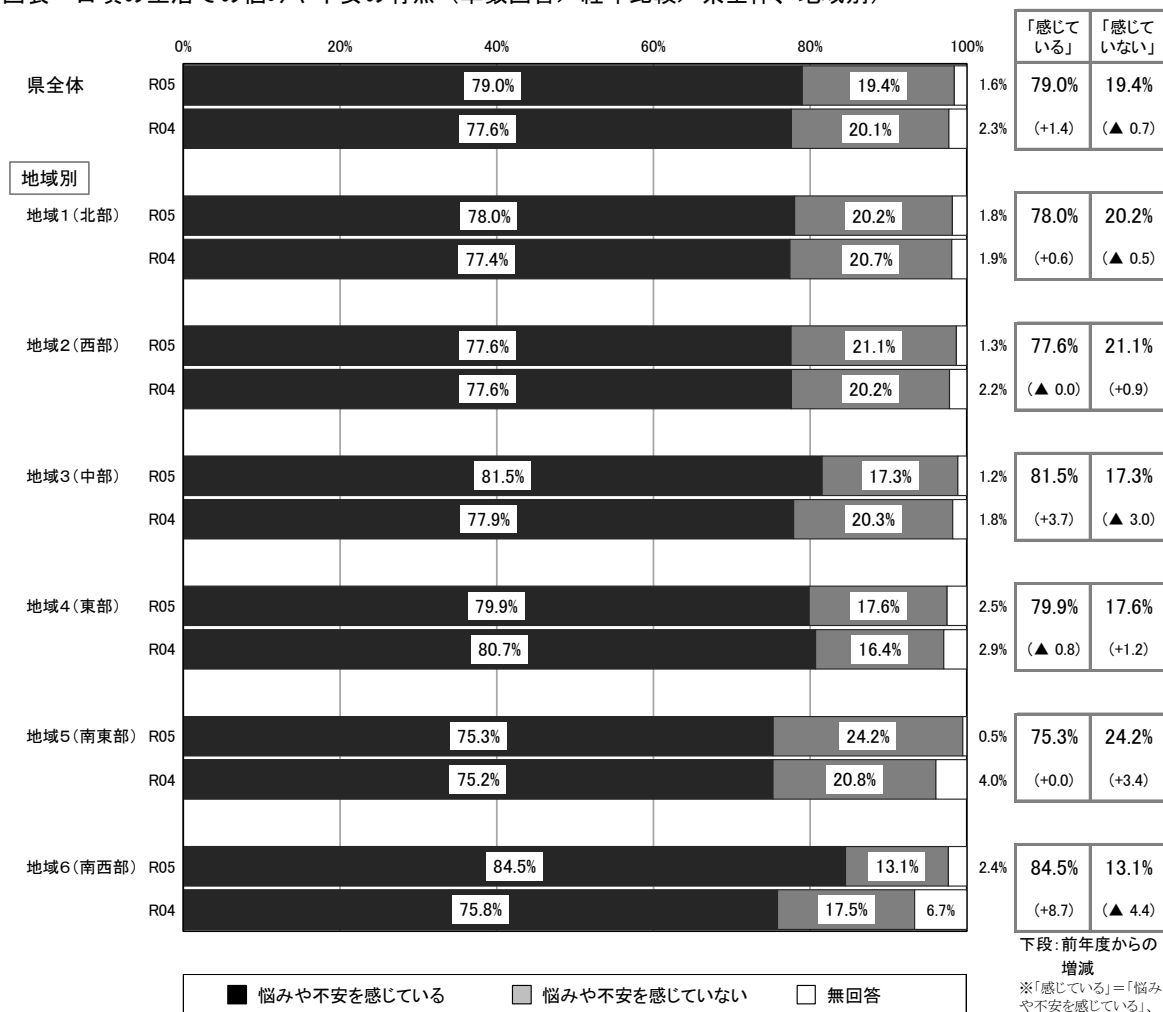 0% 20% 40% 60% 80% 100% 「感じている」 「感じていない」
県全体 R05 79.0% 19.4% 1.6% 79.0% 19.4%
R04 77.6% 20.1% 2.3% (+1.4) (▲ 0.7)
地域別
地域1(北部) R05 78.0% 20.2% 1.8% 78.0% 20.2%
R04 77.4% 20.7% 1.9% (+0.6) (▲ 0.5)
地域2(西部) R05 77.6% 21.1% 1.3% 77.6% 21.1%
R04 77.6% 20.2% 2.2% (▲ 0.0) (+0.9)
地域3(中部) R05 81.5% 17.3% 1.2% 81.5% 17.3%
R04 77.9% 20.3% 1.8% (+3.7) (▲ 3.0)
地域4(東部) R05 79.9% 17.6% 2.5% 79.9% 17.6%
R04 80.7% 16.4% 2.9% (▲ 0.8) (+1.2)
地域5(南東部) R05 75.3% 24.2% 0.5% 75.3% 24.2%
R04 75.2% 20.8% 4.0% (+0.0) (+3.4)
地域6(南西部) R05 84.5% 13.1% 2.4% 84.5% 13.1%
R04 75.8% 17.5% 6.7% (+8.7) (▲ 4.4)
下段:前年度からの
増減
※「感じている」=「悩み
や不安を感じている」、
悩みや不安を感じている 悩みや不安を感じていない 無回答